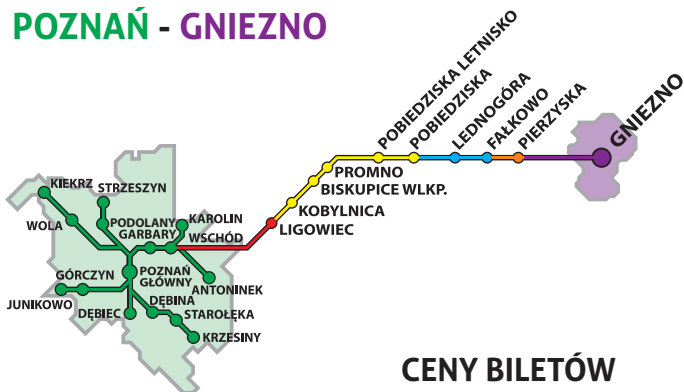 POZNAŃ - GNIEZNO
POBIEDZISKA LETNISKO
POBIEDZISKA
LEDNOGÓRA
FAŁKOWO
PIERZYSKA
GNIEZNO
PROMNO
BISKUPICE WLKP.
KOBYLNICA
LIGOWIEC
KIEKRZ
STRZESZYN
WOLA
PODOLANY
GARBARY
KAROLIN
WSCHÓD
GÓRCZYN
POZNAŃ
GŁÓWNY
ANTONINEK
JUNIKOWO
DĘBINA
DĘBIEC
STAROŁĘKA
KRZESINY
CENY BILETÓW